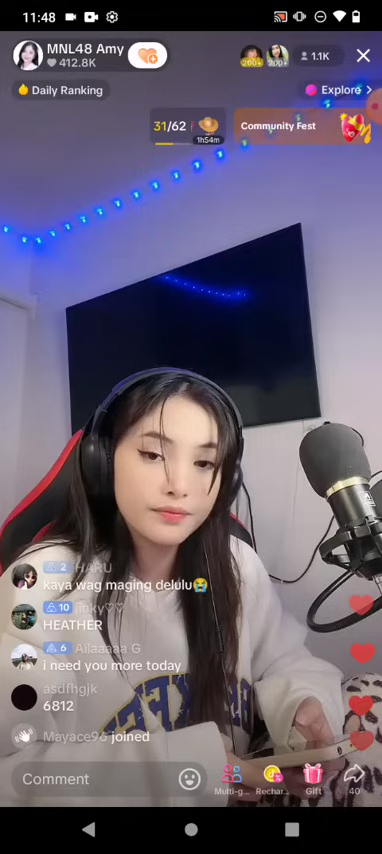 11:48
MNL48 Amy
412.8K
200+
200+
1.1K
Daily Ranking
Explore >
31/62
1h54m
Community Fest
2 HARU
kaya wag maging delulu😭
10
HEATHER
6 Allaaaaa G
i need you more today
asdfhgjk
6812
Mayace96 joined
Comment
Multi-g...
Rechar...
Gift
40